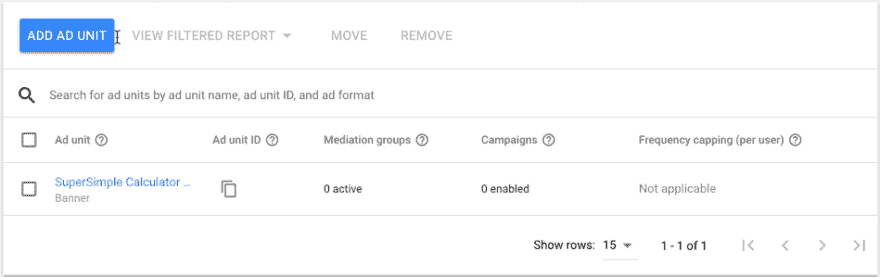 ADD AD UNIT VIEW FILTERED REPORT MOVE REMOVE
Search for ad units by ad unit name, ad unit ID, and ad format
Ad unit Ad unit ID Mediation groups Campaigns Frequency capping (per user)
SuperSimple Calculator ... 0 active 0 enabled Not applicable
Banner
Show rows: 15 1 - 1 of 1